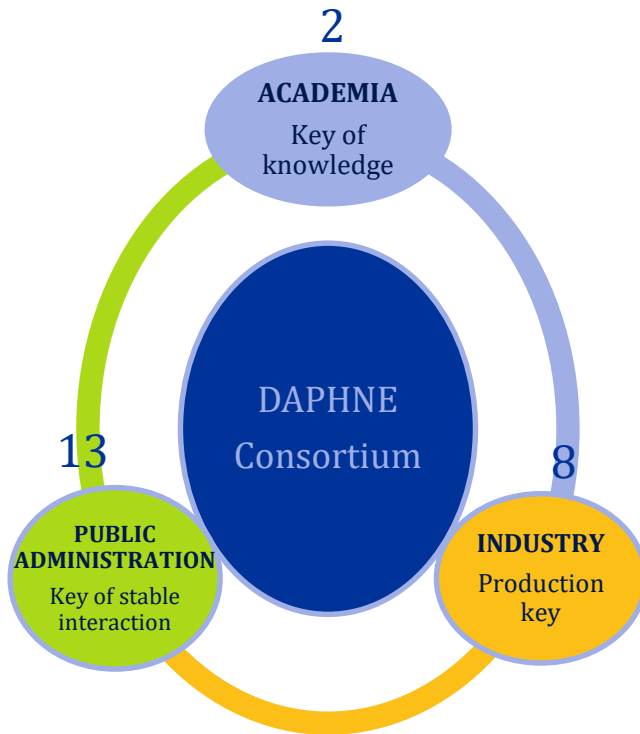 2
ACADEMIA
Key of
knowledge
DAPHNE
Consortium
13
PUBLIC
ADMINISTRATION
Key of stable
interaction
8
INDUSTRY
Production
key